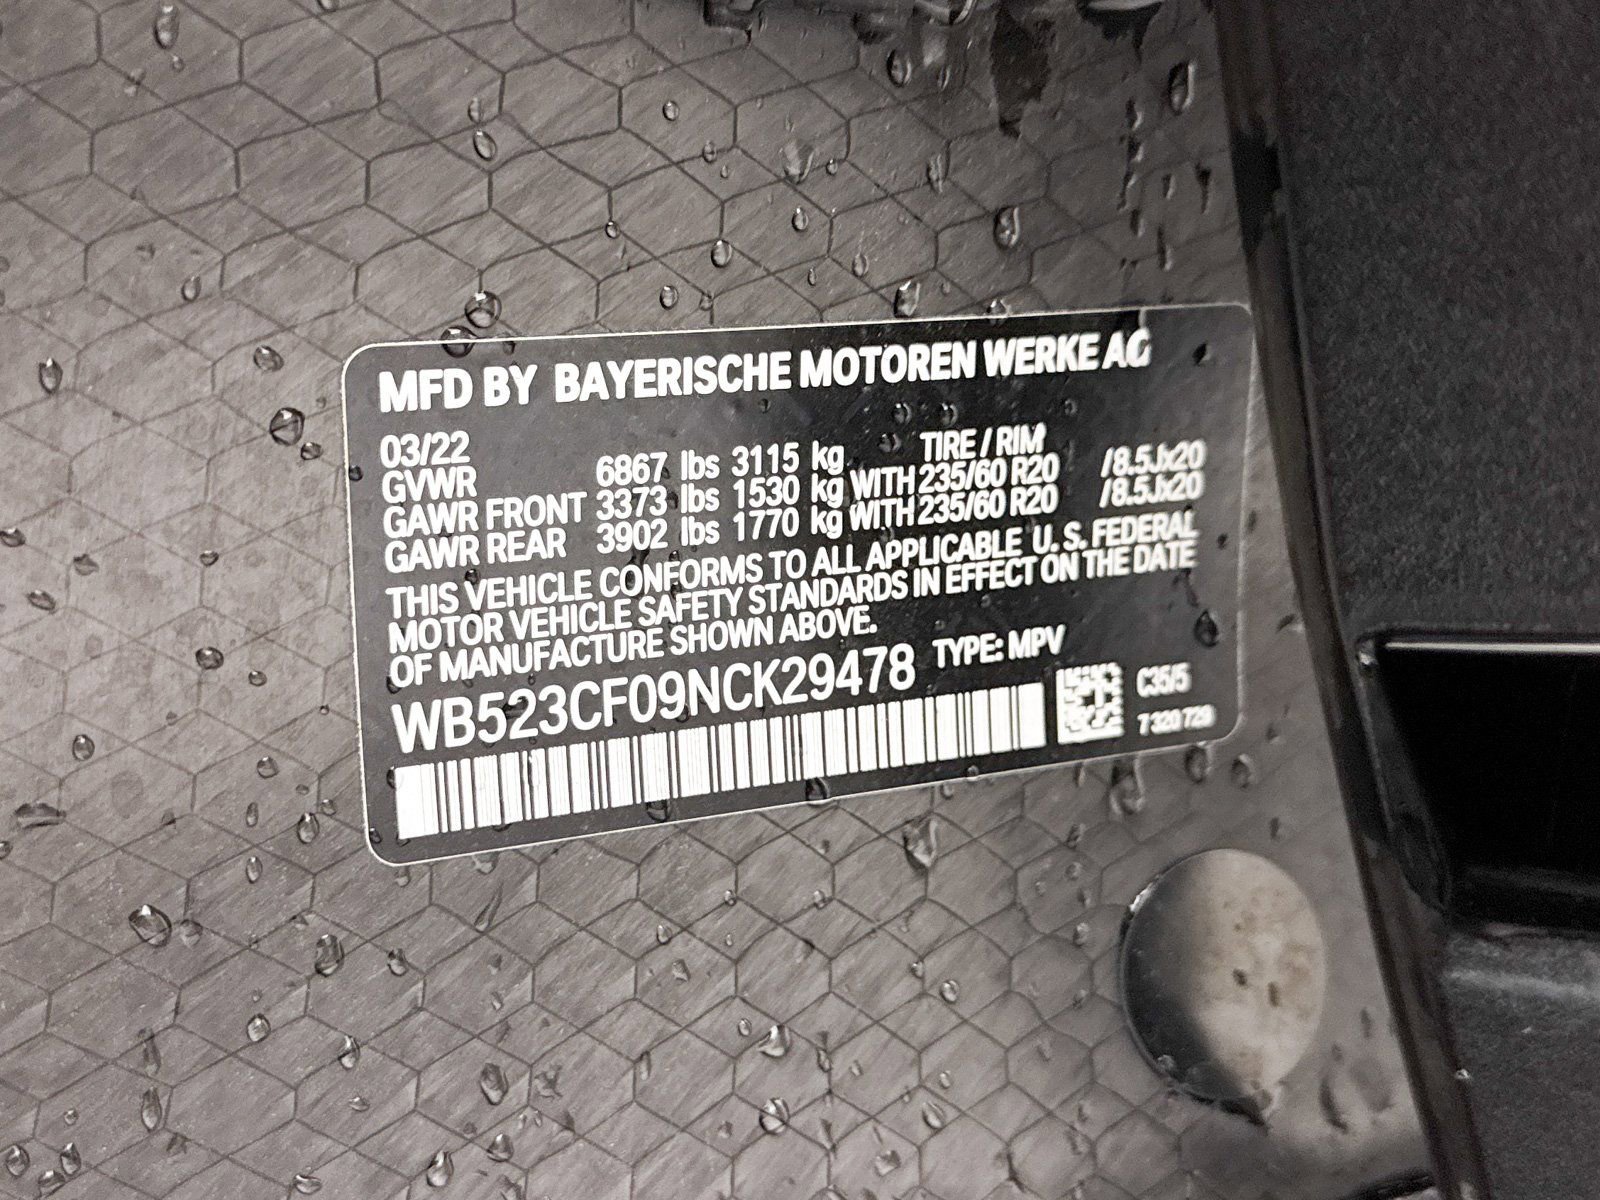 MFD BY BAYERISCHE MOTOREN WERKE AG
03/22 TIRE / RIM
GVWR 6867 lbs 3115 kg
GAWR FRONT 3373 lbs 1530 kg WITH 235/60 R20 /8.5Jx20
GAWR REAR 3902 lbs 1770 kg WITH 235/60 R20 /8.5Jx20
THIS VEHICLE CONFORMS TO ALL APPLICABLE U.S. FEDERAL
MOTOR VEHICLE SAFETY STANDARDS IN EFFECT ON THE DATE
OF MANUFACTURE SHOWN ABOVE.
WB523CF09NCK29478 TYPE: MPV
C35/5
7 320 729